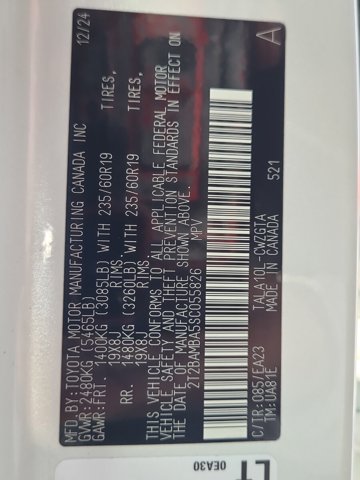 MFD.BY:TOYOTA MOTOR MANUFACTURING CANADA INC 12/24
GVWR:2480KG(5465LB)
GAWR:FRT. 1400KG(3085LB) WITH 235/60R19 TIRES,
19X8J RIMS,
RR. 1480KG(3260LB) WITH 235/60R19 TIRES,
19X8J RIMS.
THIS VEHICLE CONFORMS TO ALL APPLICABLE FEDERAL MOTOR
VEHICLE SAFETY AND THEFT PREVENTION STANDARDS IN EFFECT ON
THE DATE OF MANUFACTURE SHOWN ABOVE.
2T2BAMBA5SC055826 MPV
C/TR:085/EA23 TALA10L-CWZGTA 521 A
TM:UA81E MADE IN CANADA
0EA30